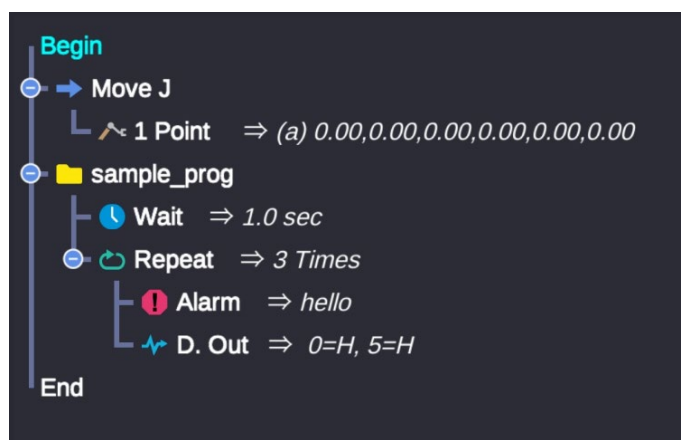 Begin
Move J
1 Point ⇒ (a) 0.00,0.00,0.00,0.00,0.00,0.00
sample_prog
Wait ⇒ 1.0 sec
Repeat ⇒ 3 Times
Alarm ⇒ hello
D. Out ⇒ 0=H, 5=H
End